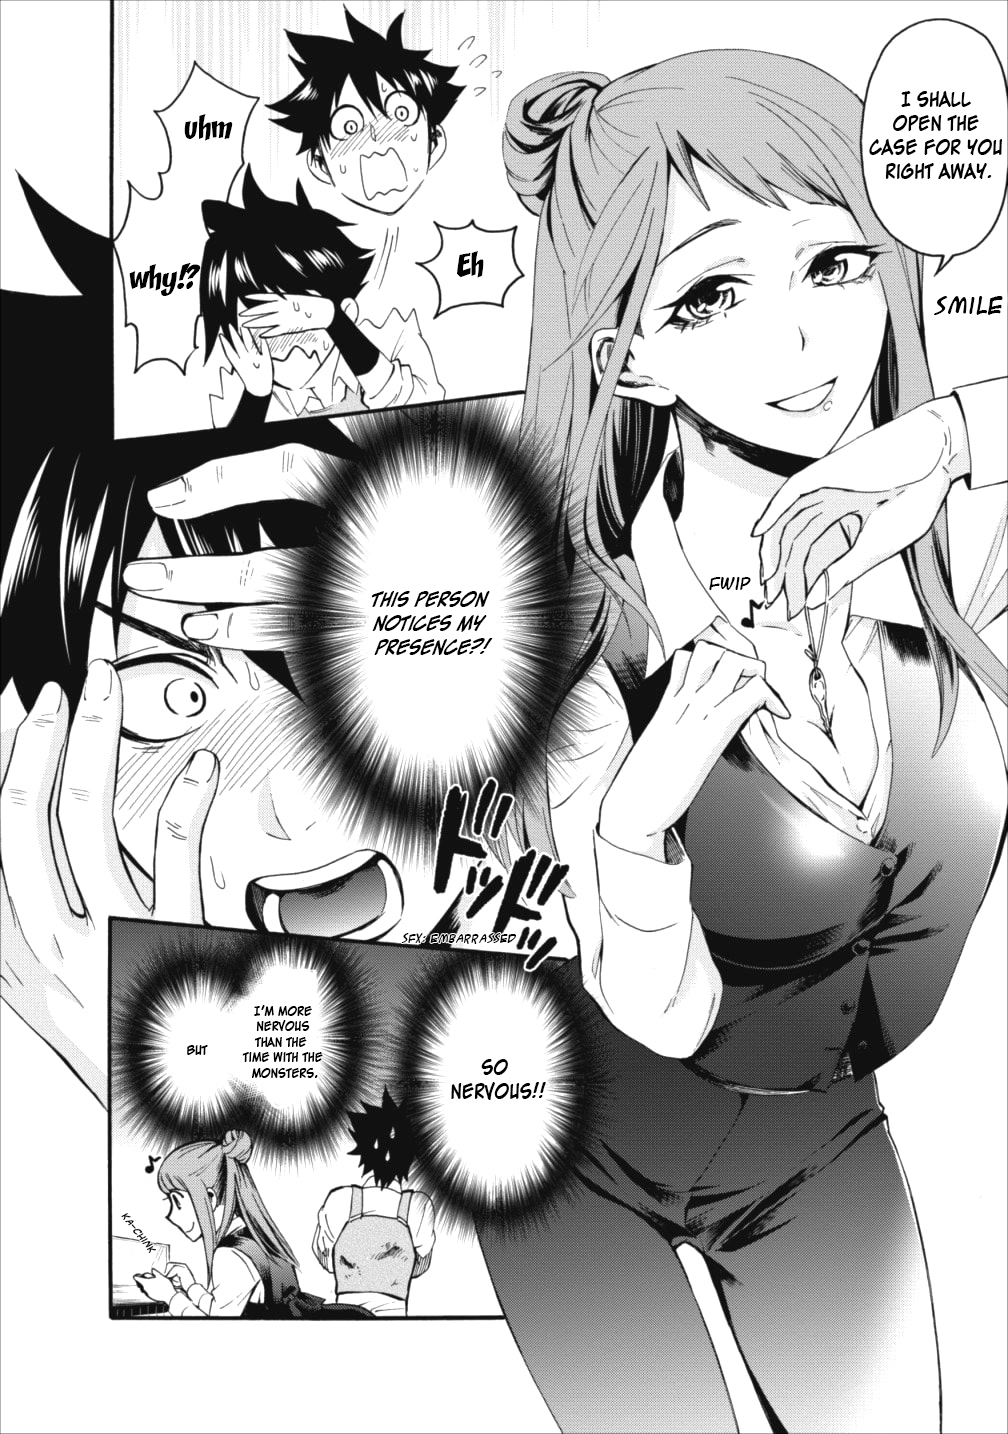 I SHALL
OPEN THE
CASE FOR YOU
RIGHT AWAY.
SMILE
FWIP
Eh
uhm
why!?
THIS PERSON
NOTICES MY
PRESENCE?!
ドッドッ
SFX: EMBARRASSED
SO
NERVOUS!!
I'M MORE
NERVOUS
THAN THE
TIME WITH THE
MONSTERS.
BUT
KA-CHINK